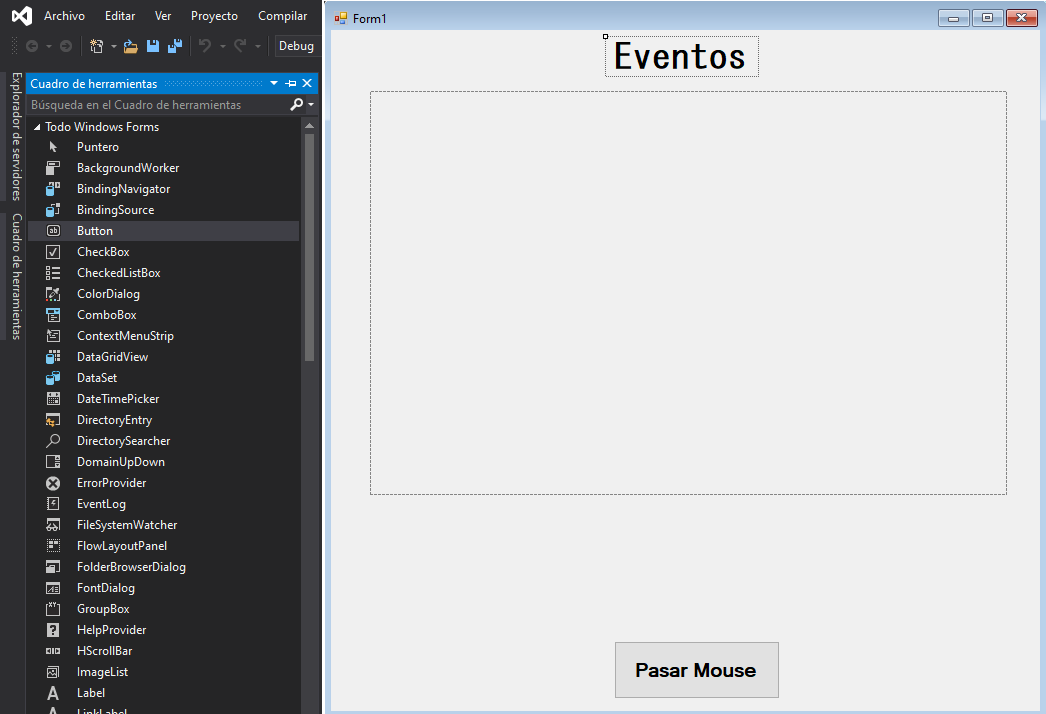 Archivo Editar Ver Proyecto Compilar
Debug
Explorador de servidores
Cuadro de herramientas
Cuadro de herramientas
Búsqueda en el Cuadro de herramientas
Todo Windows Forms
Puntero
BackgroundWorker
BindingNavigator
BindingSource
Button
CheckBox
CheckedListBox
ColorDialog
ComboBox
ContextMenuStrip
DataGridView
DataSet
DateTimePicker
DirectoryEntry
DirectorySearcher
DomainUpDown
ErrorProvider
EventLog
FileSystemWatcher
FlowLayoutPanel
FolderBrowserDialog
FontDialog
GroupBox
HelpProvider
HScrollBar
ImageList
Label
LinkLabel
Form1
Eventos
Pasar Mouse